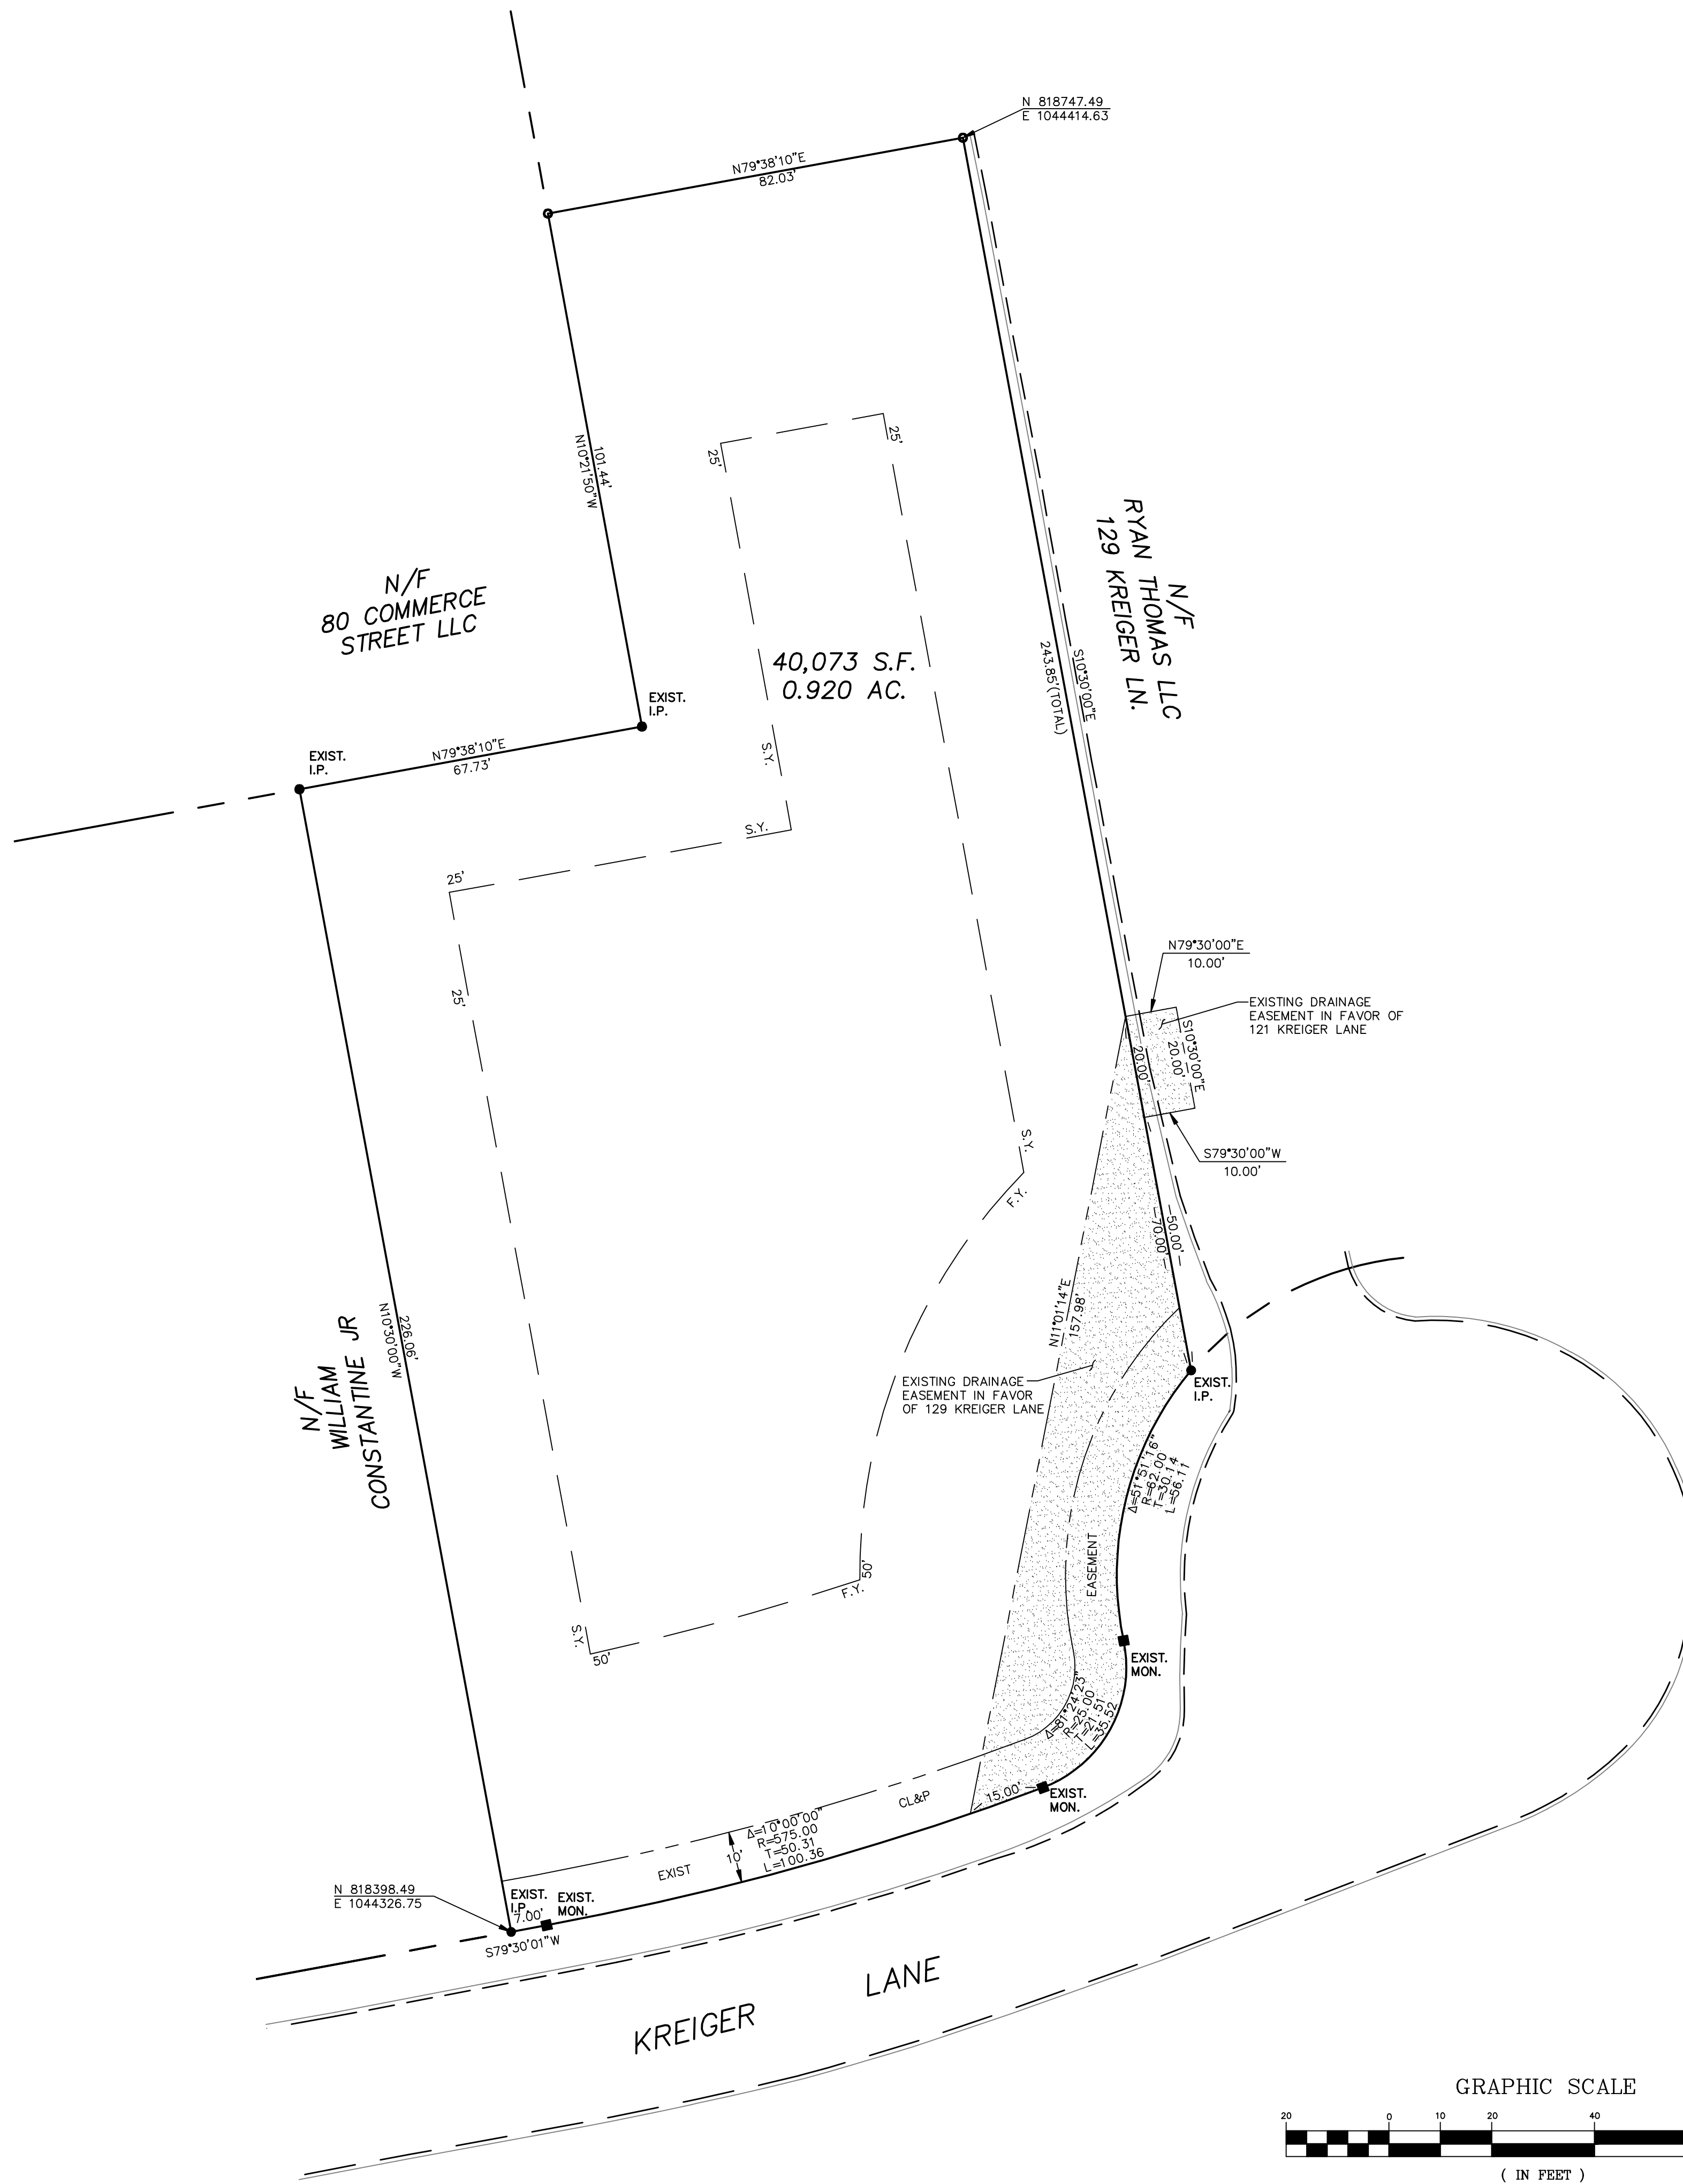 N 818747.49
E 1044414.63
N79°38'10"E
82.03'
101.44'
N10°21'50"W
25'
25'
N/F
RYAN THOMAS LLC
129 KREIGER LN.
N/F
80 COMMERCE
STREET LLC
40,073 S.F.
0.920 AC.
S10°30'00"E
243.85'(TOTAL)
EXIST.
I.P.
S.Y.
EXIST.
I.P.
N79°38'10"E
67.73'
S.Y.
25'
25'
N79°30'00"E
10.00'
EXISTING DRAINAGE
EASEMENT IN FAVOR OF
121 KREIGER LANE
S10°30'00"E
20.00'
20.00'
S.Y.
S79°30'00"W
10.00'
F.Y.
50.00'
70.00'
N11°01'14"E
157.98'
226.06'
N10°30'00"W
N/F
WILLIAM
CONSTANTINE JR
EXISTING DRAINAGE
EASEMENT IN FAVOR
OF 129 KREIGER LANE
EXIST.
I.P.
Δ=51°51'16"
R=62.00
T=30.14
L=56.11
EASEMENT
50'
F.Y.
S.Y.
50'
EXIST.
MON.
Δ=81°24'23"
R=25.00
T=21.51
L=35.52
15.00'
EXIST.
MON.
CL&P
Δ=10°00'00"
R=575.00
T=50.31
L=100.36
10'
EXIST
N 818398.49
E 1044326.75
EXIST.
I.P.
EXIST.
MON.
7.00'
S79°30'01"W
KREIGER LANE
GRAPHIC SCALE
20 0 10 20 40
( IN FEET )